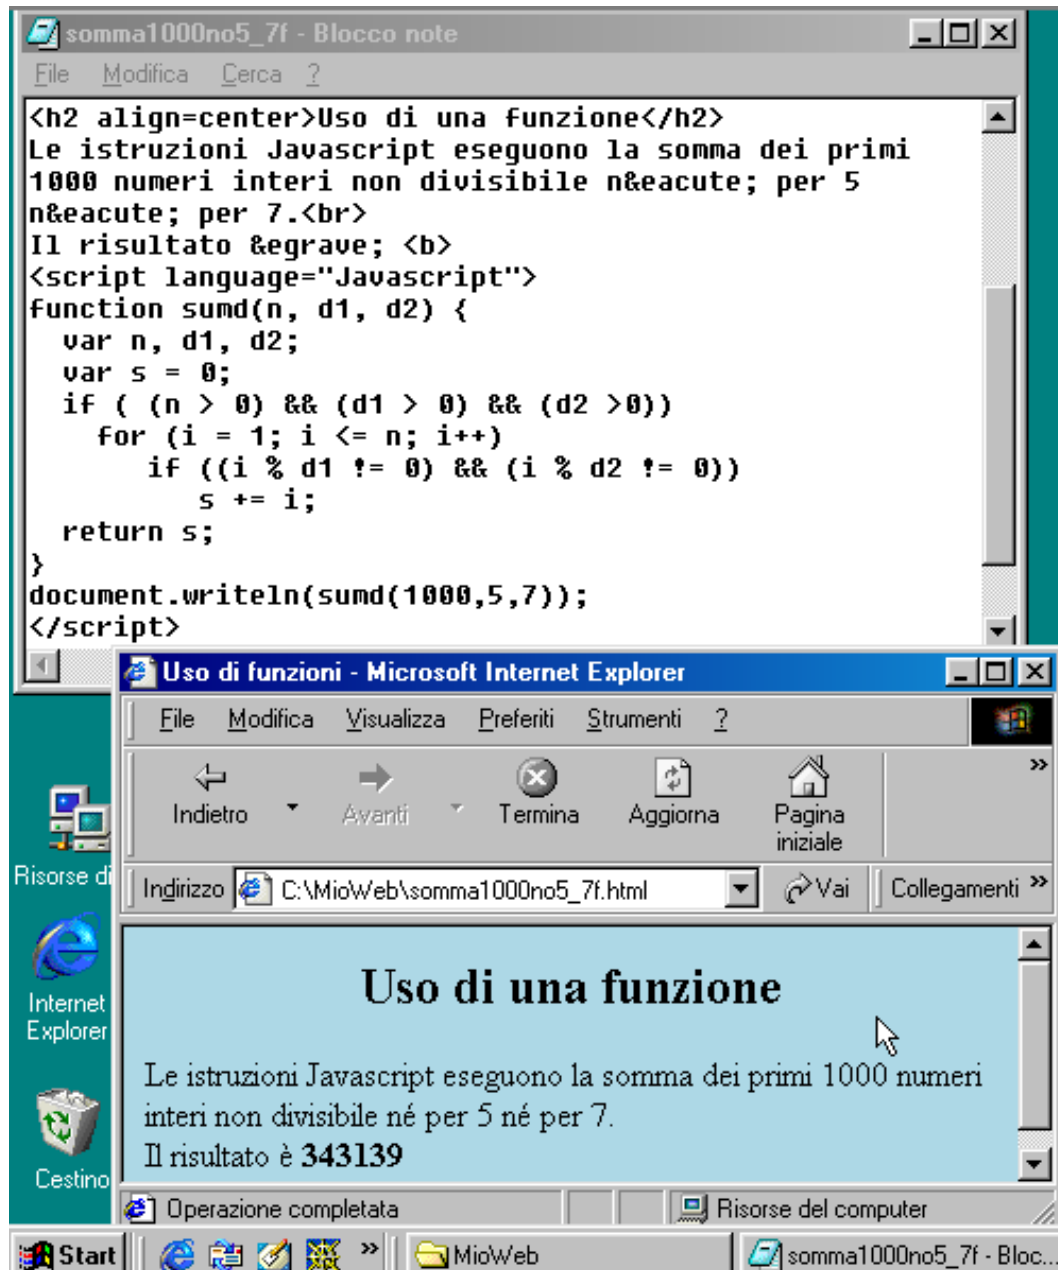 somma1000no5_7f - Blocco note
File Modifica Cerca ?
<h2 align=center>Uso di una funzione</h2>
Le istruzioni Javascript eseguono la somma dei primi
1000 numeri interi non divisibile n&eacute; per 5
n&eacute; per 7.<br>
Il risultato &egrave; <b>
<script language="Javascript">
function sumd(n, d1, d2) {
  var n, d1, d2;
  var s = 0;
  if ( (n > 0) && (d1 > 0) && (d2 >0))
    for (i = 1; i <= n; i++)
       if ((i % d1 != 0) && (i % d2 != 0))
          s += i;
  return s;
}
document.writeln(sumd(1000,5,7));
</script>
Uso di funzioni - Microsoft Internet Explorer
File Modifica Visualizza Preferiti Strumenti ?
Indietro Avanti Termina Aggiorna Pagina
iniziale
Indirizzo C:\MioWeb\somma1000no5_7f.html Vai Collegamenti
Risorse di
Internet
Explorer
Cestino
Uso di una funzione
Le istruzioni Javascript eseguono la somma dei primi 1000 numeri
interi non divisibile né per 5 né per 7.
Il risultato è 343139
Operazione completata Risorse del computer
Start MioWeb somma1000no5_7f - Bloc...